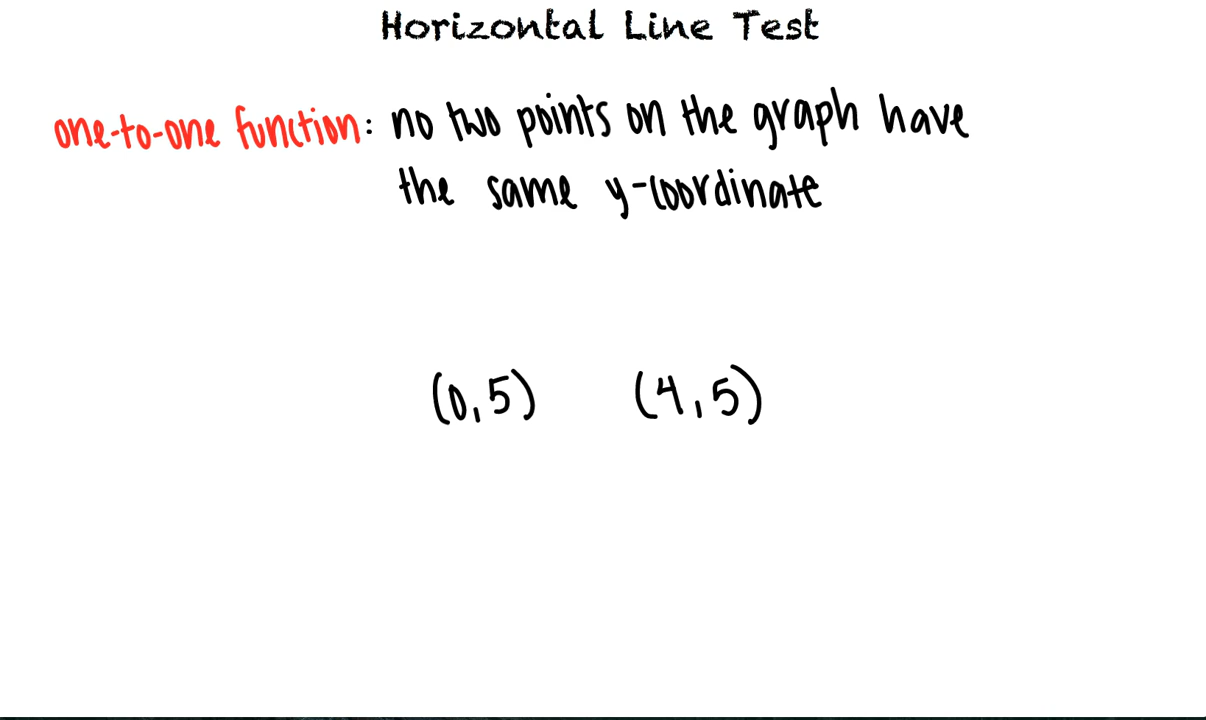 Horizontal Line Test
one-to-one function: no two points on the graph have
the same y-coordinate
(0,5) (4,5)